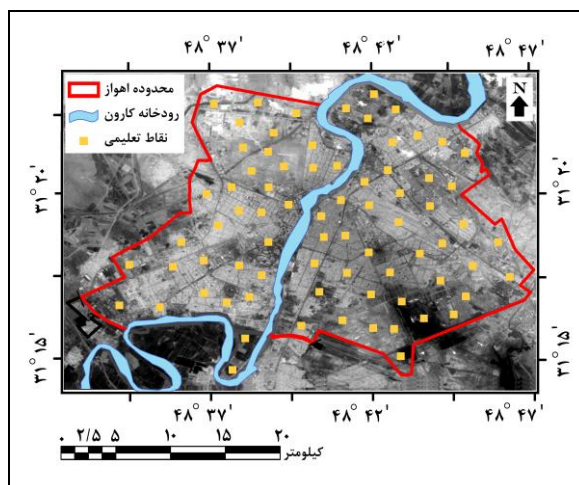 ۴۸° ۳۷' ۴۸° ۴۲' ۴۸° ۴۷'
محدوده اهواز
رودخانه کارون
نقاط تعلیمی
N
۳۱° ۲۰' ۳۱° ۲۰'
۳۱° ۱۵' ۳۱° ۱۵'
۴۸° ۳۷' ۴۸° ۴۲' ۴۸° ۴۷'
۰ ۲/۵ ۵ ۱۰ ۱۵ ۲۰
کیلومتر